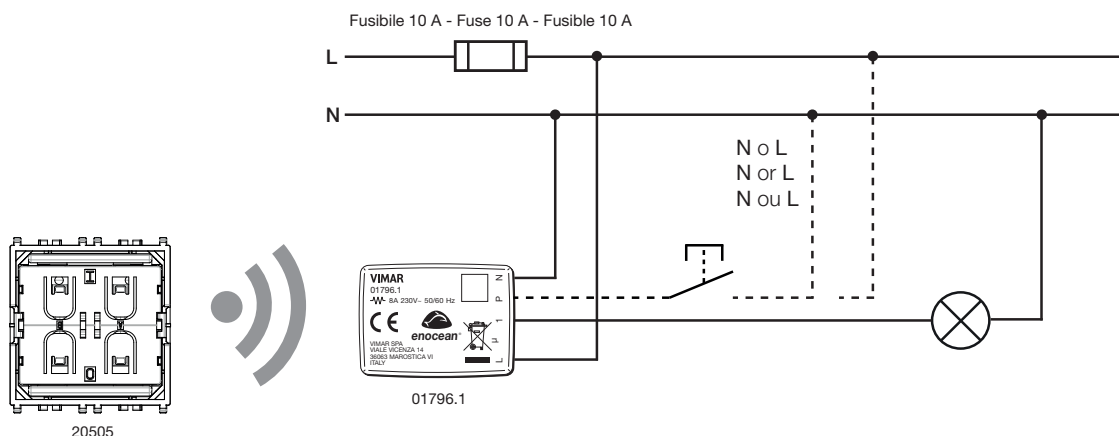 Fusibile 10 A - Fuse 10 A - Fusible 10 A
L
N
N o L
N or L
N ou L
VIMAR
01796.1
8A 230V~ 50/60 Hz
CE
enocean®
VIMAR SPA
VIALE VICENZA 14
36063 MAROSTICA VI
ITALY
N
P
1
µ
L
01796.1
I
O
20505